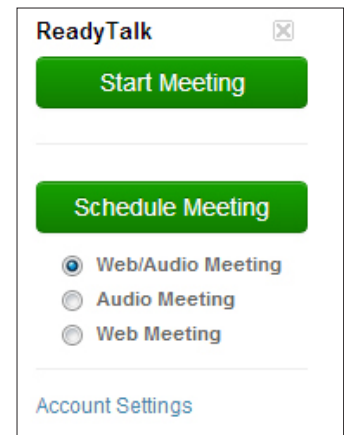 ReadyTalk
Start Meeting
Schedule Meeting
Web/Audio Meeting
Audio Meeting
Web Meeting
Account Settings